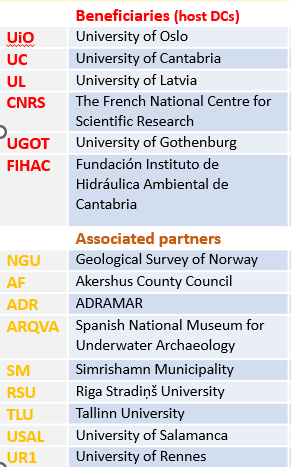 Beneficiaries (host DCs)
UiO University of Oslo
UC University of Cantabria
UL University of Latvia
CNRS The French National Centre for
Scientific Research
UGOT University of Gothenburg
FIHAC Fundación Instituto de
Hidráulica Ambiental de
Cantabria
Associated partners
NGU Geological Survey of Norway
AF Akershus County Council
ADR ADRAMAR
ARQVA Spanish National Museum for
Underwater Archaeology
SM Simrishamn Municipality
RSU Riga Stradiņš University
TLU Tallinn University
USAL University of Salamanca
UR1 University of Rennes